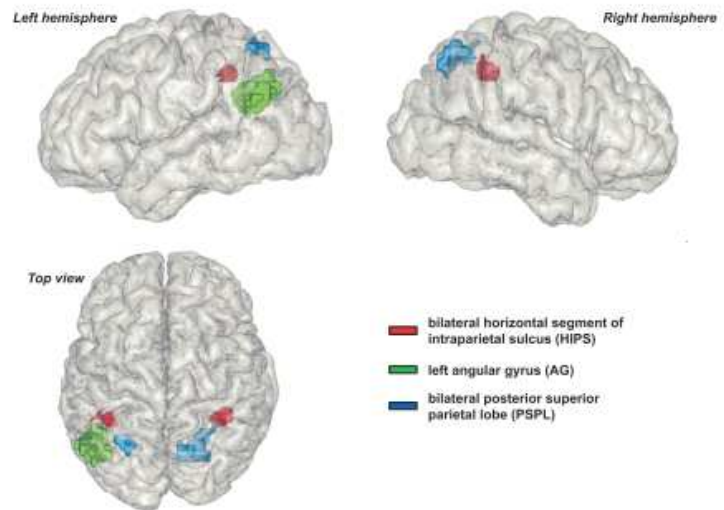 Left hemisphere
Right hemisphere
Top view
bilateral horizontal segment of
intraparietal sulcus (HIPS)
left angular gyrus (AG)
bilateral posterior superior
parietal lobe (PSPL)